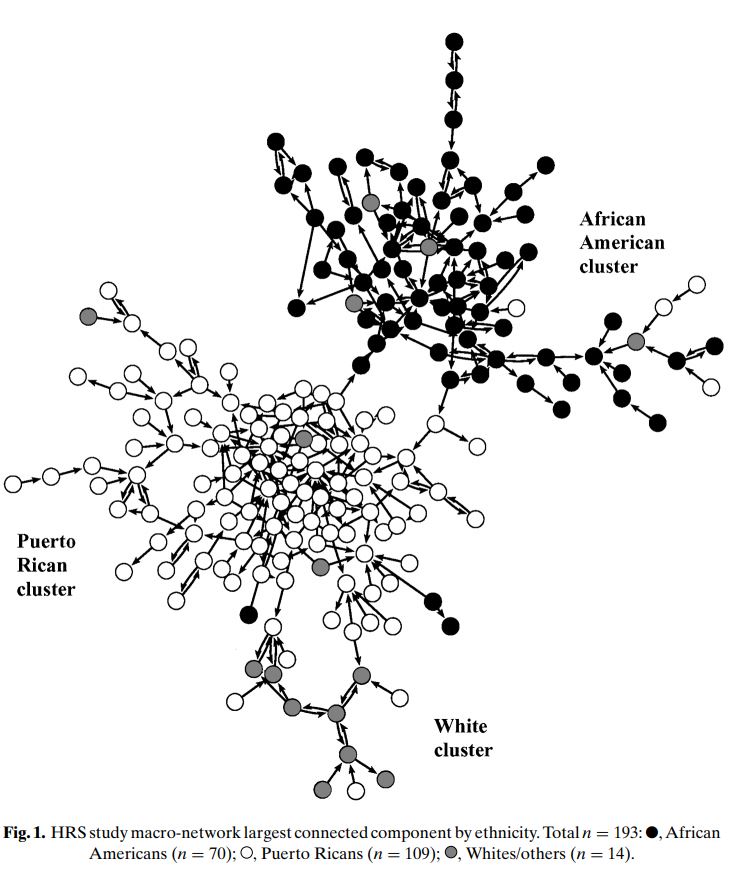 African
American
cluster
Puerto
Rican
cluster
White
cluster
Fig. 1. HRS study macro-network largest connected component by ethnicity. Total n = 193: ●, African
Americans (n = 70); ○, Puerto Ricans (n = 109); ●, Whites/others (n = 14).